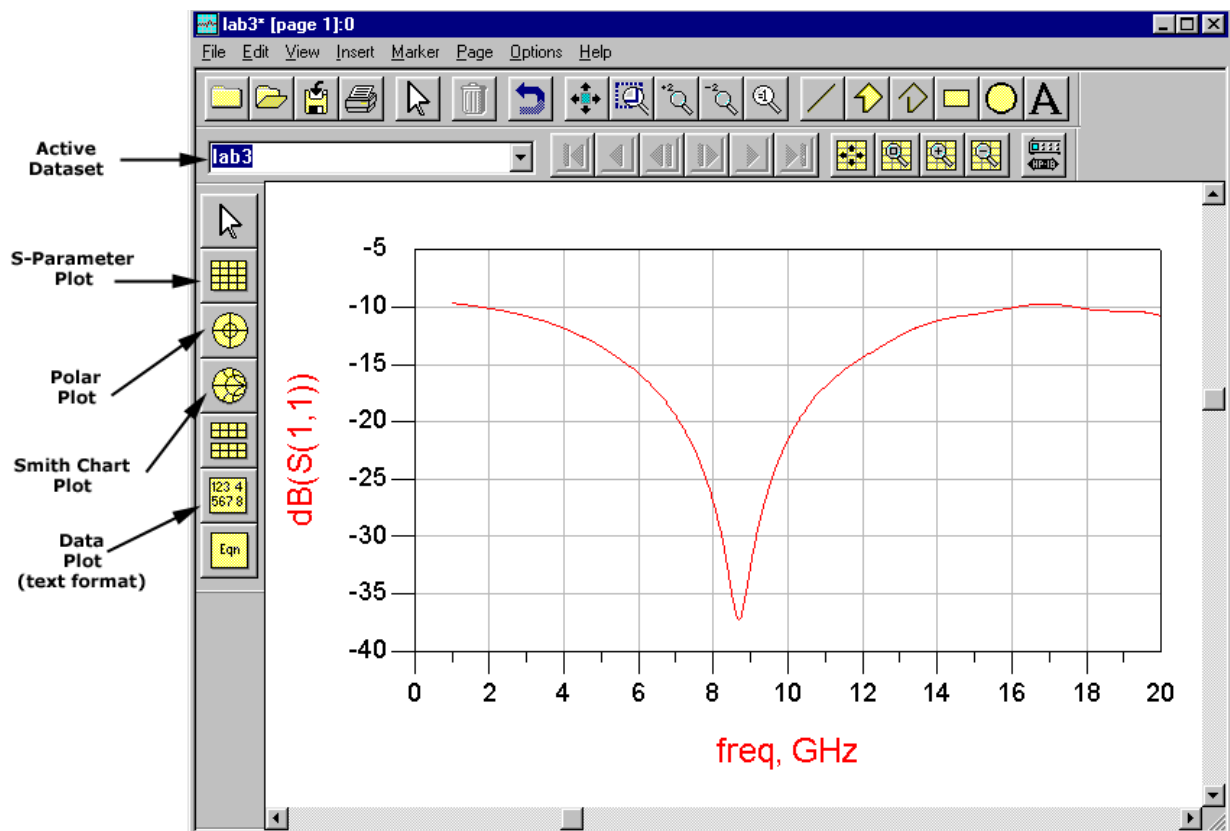 lab3* [page 1]:0
File Edit View Insert Marker Page Options Help
+2
-2
A
Active
Dataset
lab3
S-Parameter
Plot
Polar
Plot
Smith Chart
Plot
123 4
567 8
Data
Plot
(text format)
Eqn
-5
-10
-15
-20
-25
-30
-35
-40
dB(S(1,1))
0 2 4 6 8 10 12 14 16 18 20
freq, GHz